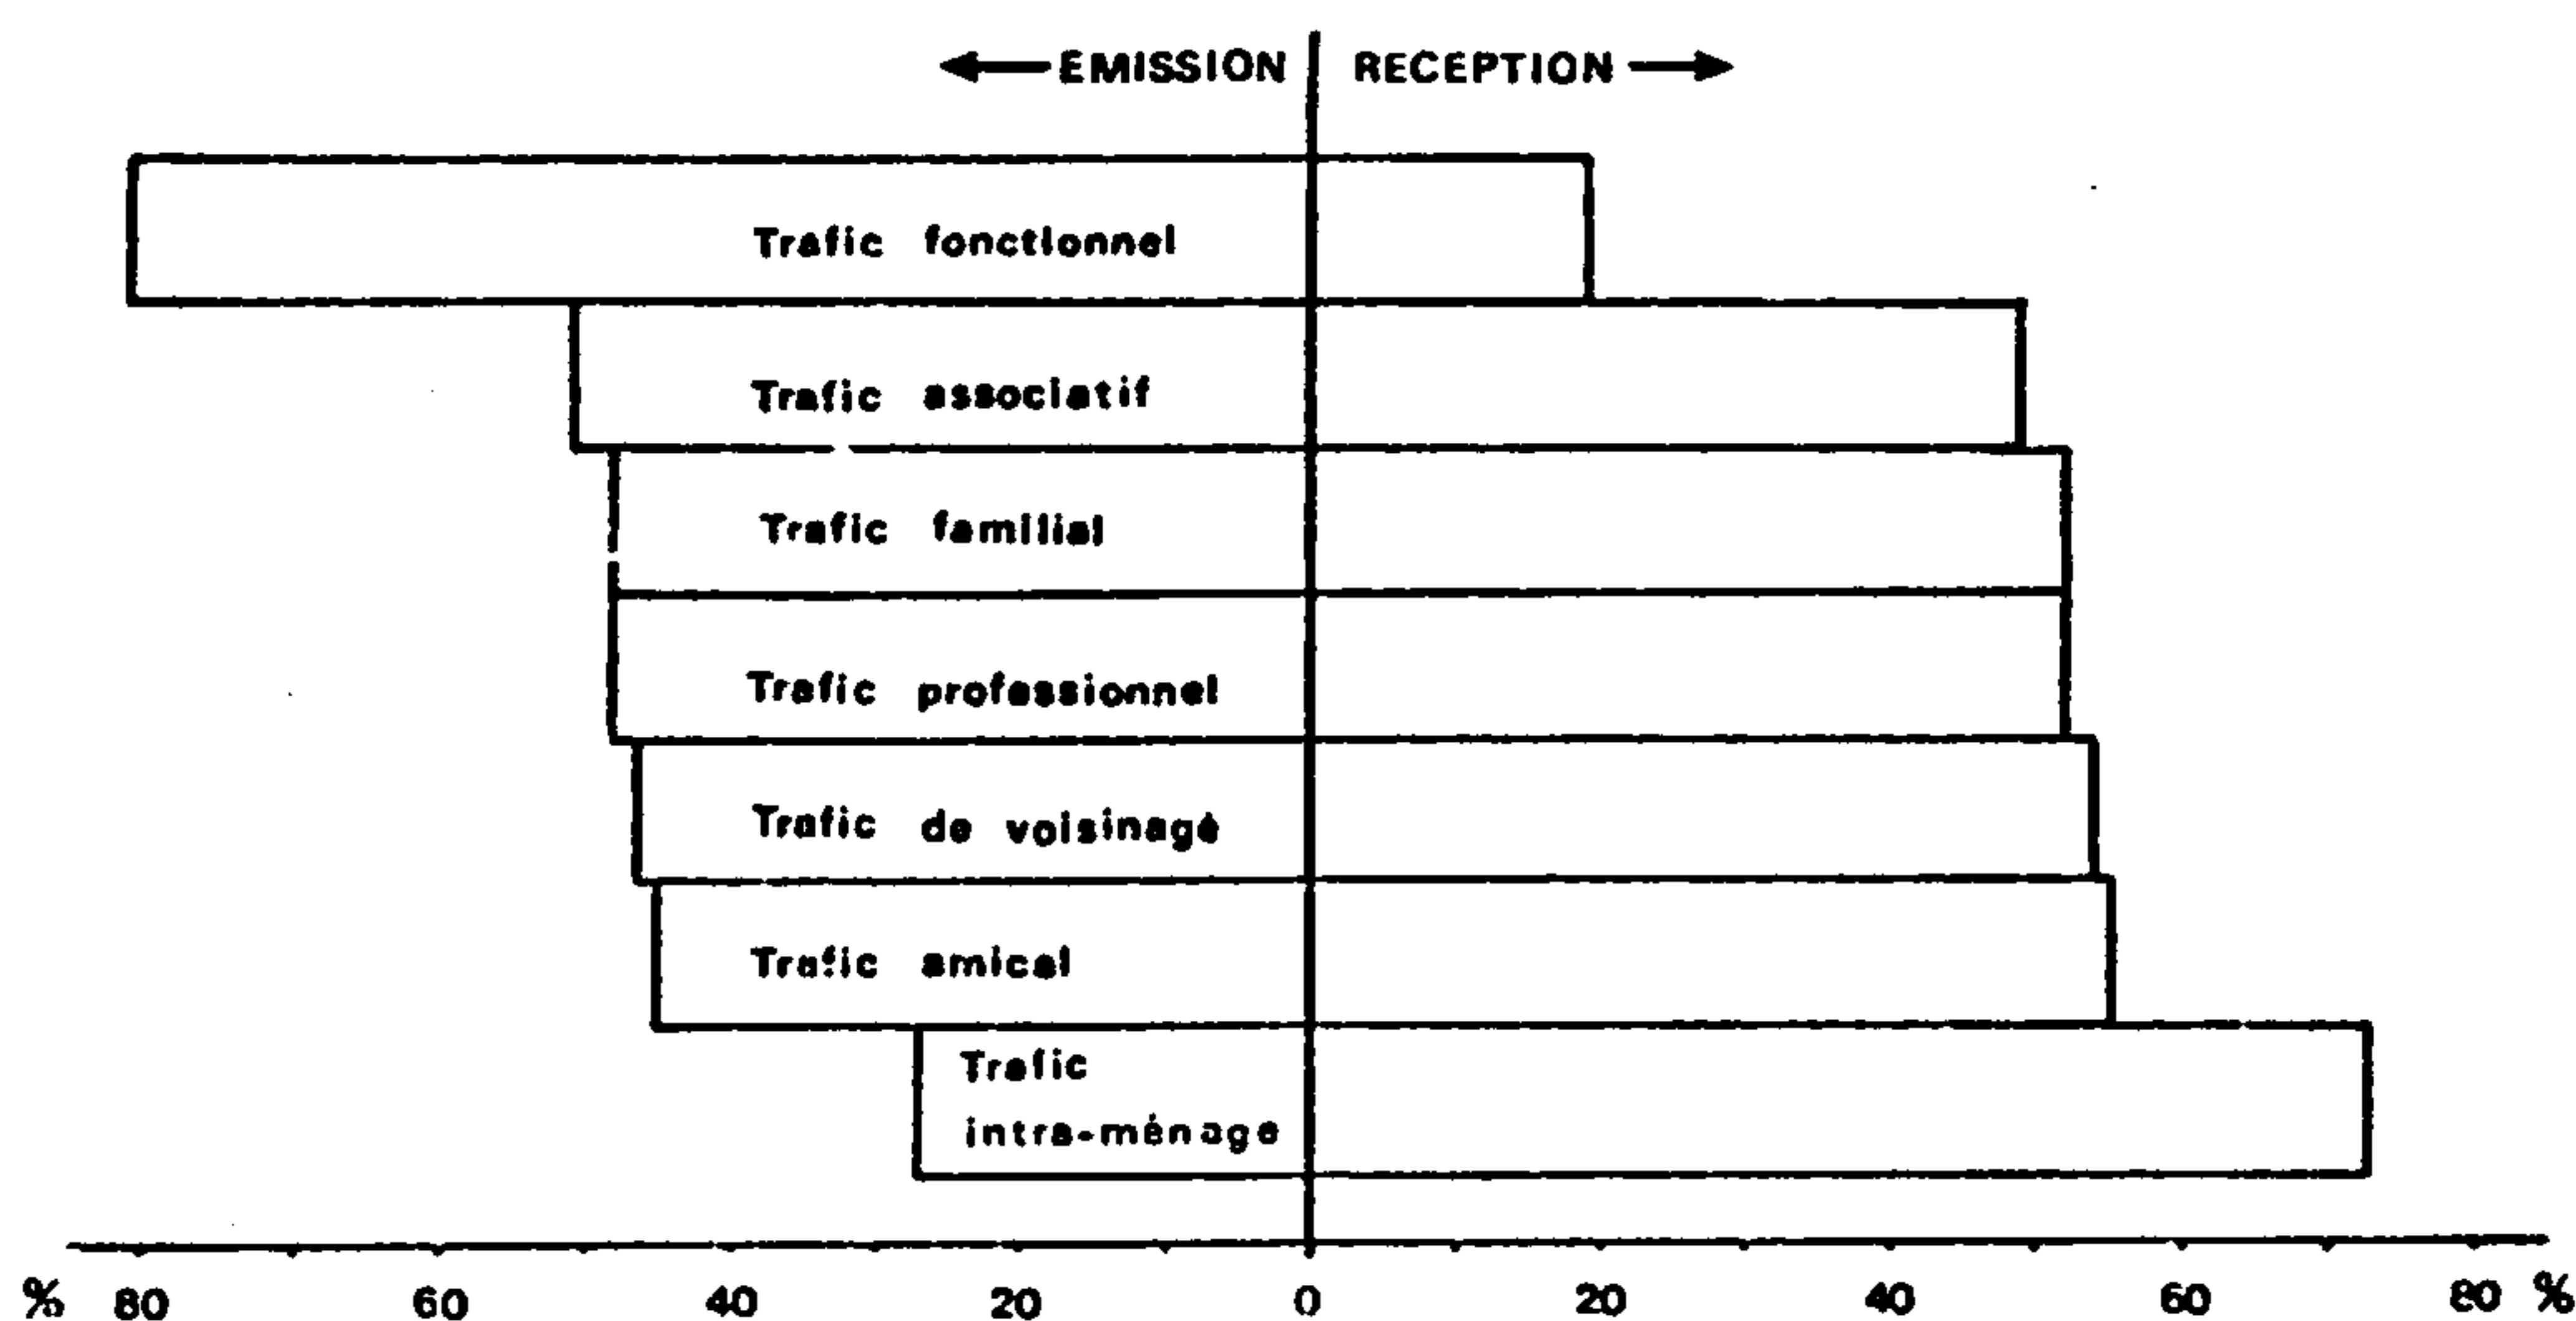 EMISSION RECEPTION
Trafic fonctionnel
Trafic associatif
Trafic familial
Trafic professionnel
Trafic de voisinage
Trafic amical
Trafic
intra-ménage
% 80 60 40 20 0 20 40 60 80 %